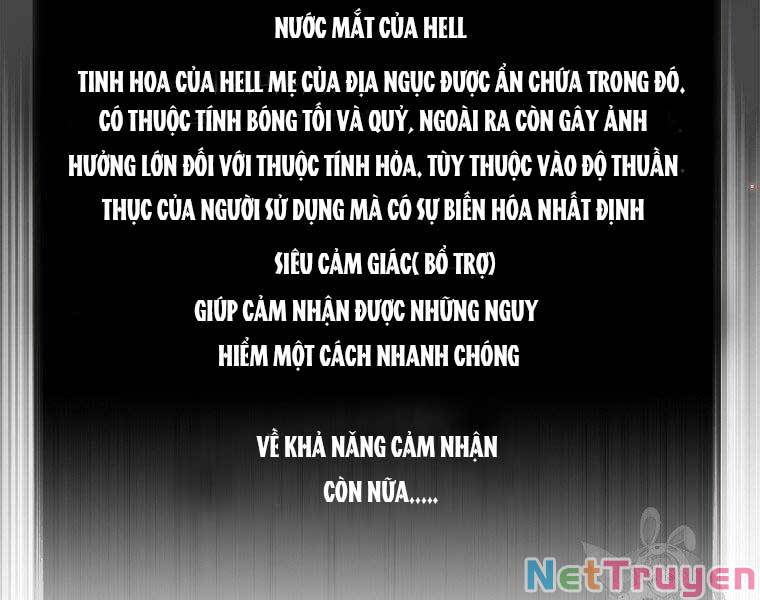 NƯỚC MẮT CỦA HELL
TINH HOA CỦA HELL MẸ CỦA ĐỊA NGỤC ĐƯỢC ẨN CHỨA TRONG ĐÓ.
CÓ THUỘC TÍNH BÓNG TỐI VÀ QUỶ, NGOÀI RA CÒN GÂY ẢNH
HƯỞNG LỚN ĐỐI VỚI THUỘC TÍNH HỎA. TÙY THUỘC VÀO ĐỘ THUẦN
THỤC CỦA NGƯỜI SỬ DỤNG MÀ CÓ SỰ BIẾN HÓA NHẤT ĐỊNH
SIÊU CẢM GIÁC( BỔ TRỢ)
GIÚP CẢM NHẬN ĐƯỢC NHỮNG NGUY
HIỂM MỘT CÁCH NHANH CHÓNG
VỀ KHẢ NĂNG CẢM NHẬN
CÒN NỮA.....
NetTruyen